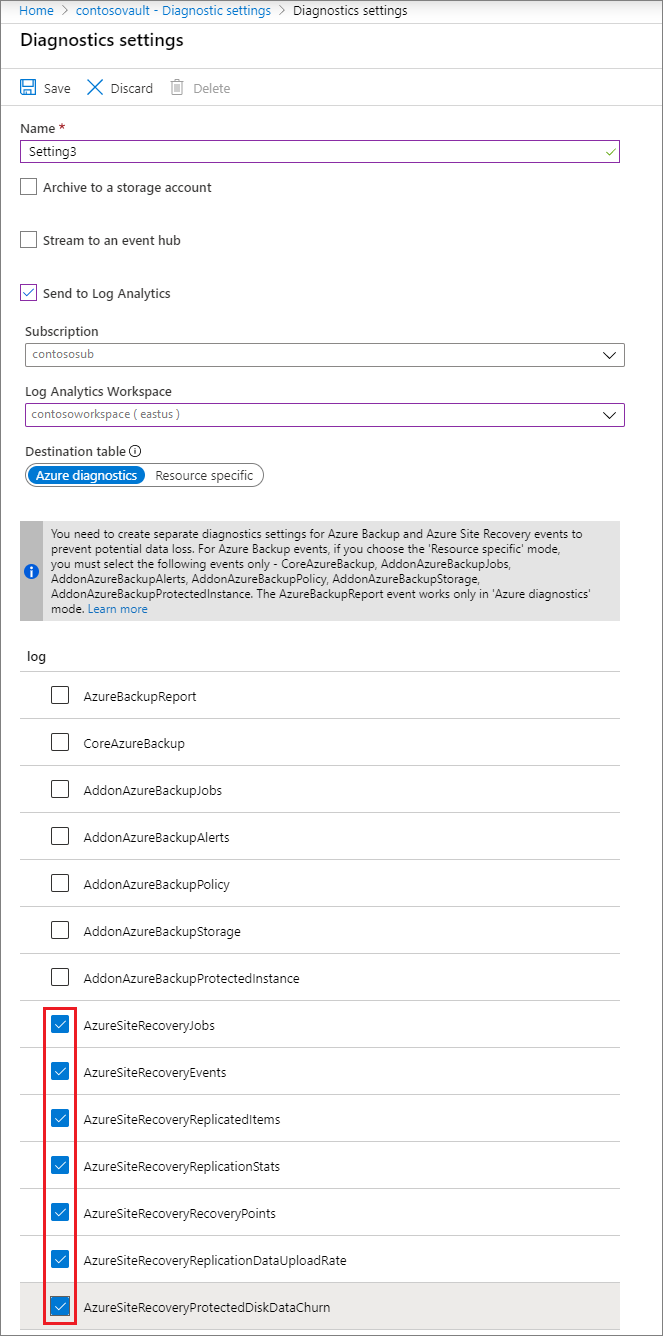 Home > contosovault - Diagnostic settings > Diagnostics settings
Diagnostics settings
Save Discard Delete
Name *
Setting3
Archive to a storage account
Stream to an event hub
Send to Log Analytics
Subscription
contososub
Log Analytics Workspace
contosoworkspace ( eastus )
Destination table
Azure diagnostics Resource specific
You need to create separate diagnostics settings for Azure Backup and Azure Site Recovery events to
prevent potential data loss. For Azure Backup events, if you choose the 'Resource specific' mode,
you must select the following events only - CoreAzureBackup, AddonAzureBackupJobs,
AddonAzureBackupAlerts, AddonAzureBackupPolicy, AddonAzureBackupStorage,
AddonAzureBackupProtectedInstance. The AzureBackupReport event works only in 'Azure diagnostics'
mode. Learn more
log
AzureBackupReport
CoreAzureBackup
AddonAzureBackupJobs
AddonAzureBackupAlerts
AddonAzureBackupPolicy
AddonAzureBackupStorage
AddonAzureBackupProtectedInstance
AzureSiteRecoveryJobs
AzureSiteRecoveryEvents
AzureSiteRecoveryReplicatedItems
AzureSiteRecoveryReplicationStats
AzureSiteRecoveryRecoveryPoints
AzureSiteRecoveryReplicationDataUploadRate
AzureSiteRecoveryProtectedDiskDataChurn